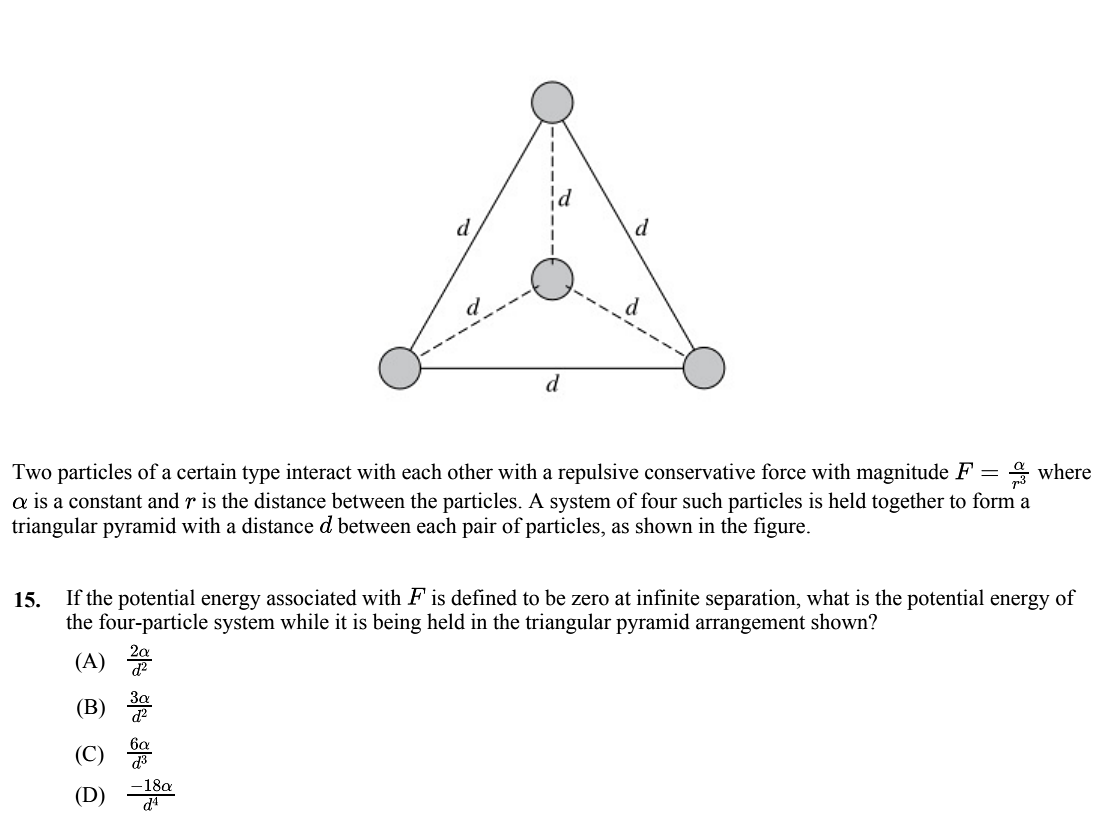 d
d
d
d
d
d
Two particles of a certain type interact with each other with a repulsive conservative force with magnitude F = α/r³ where
α is a constant and r is the distance between the particles. A system of four such particles is held together to form a
triangular pyramid with a distance d between each pair of particles, as shown in the figure.
15. If the potential energy associated with F is defined to be zero at infinite separation, what is the potential energy of
the four-particle system while it is being held in the triangular pyramid arrangement shown?
(A) 2α/d²
(B) 3α/d²
(C) 6α/d³
(D) −18α/d⁴